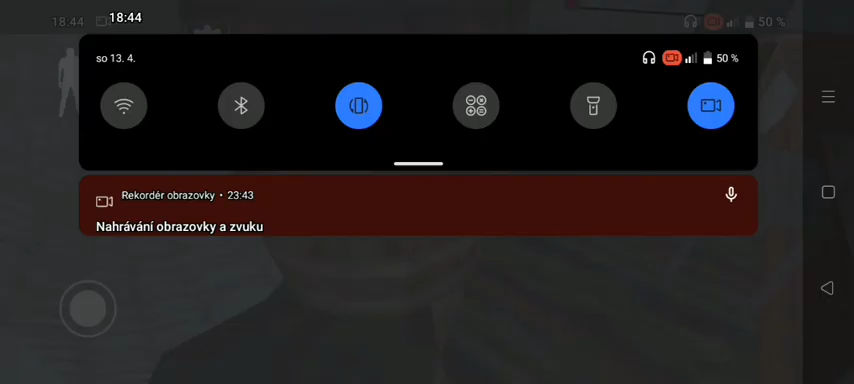 18:44
18:44
50 %
so 13. 4.
50 %
Rekordér obrazovky • 23:43
Nahrávání obrazovky a zvuku